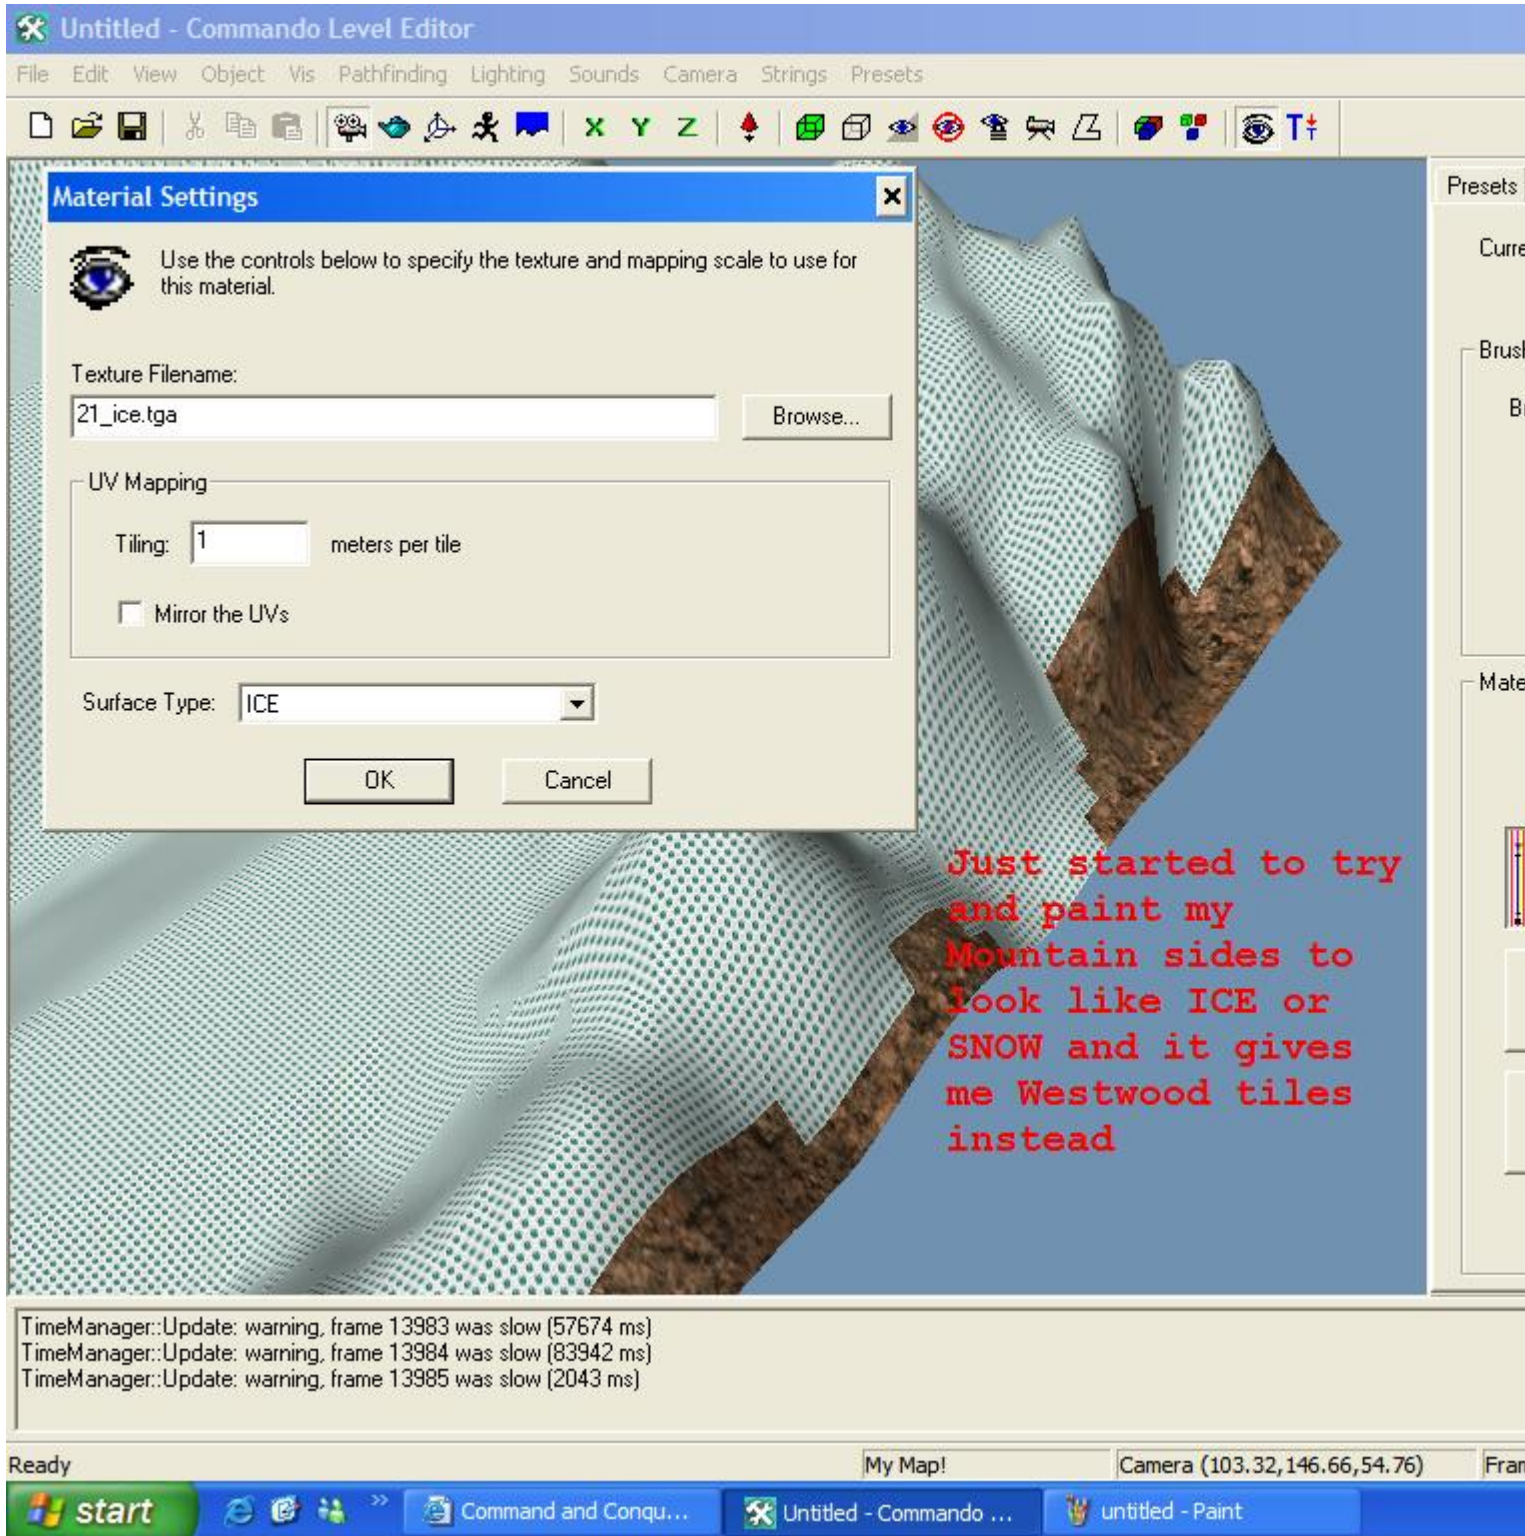 Untitled - Commando Level Editor
File Edit View Object Vis Pathfinding Lighting Sounds Camera Strings Presets
X Y Z
T
Material Settings
Presets
Use the controls below to specify the texture and mapping scale to use for
this material.
Curre
Texture Filename:
Brush
21_ice.tga
Browse...
UV Mapping
Tiling: 1 meters per tile
Mirror the UVs
Surface Type: ICE
Mate
OK Cancel
Just started to try
and paint my
Mountain sides to
look like ICE or
SNOW and it gives
me Westwood tiles
instead
TimeManager::Update: warning, frame 13983 was slow (57674 ms)
TimeManager::Update: warning, frame 13984 was slow (83942 ms)
TimeManager::Update: warning, frame 13985 was slow (2043 ms)
Ready My Map! Camera (103.32,146.66,54.76) Fran
start Command and Conqu... Untitled - Commando ... untitled - Paint